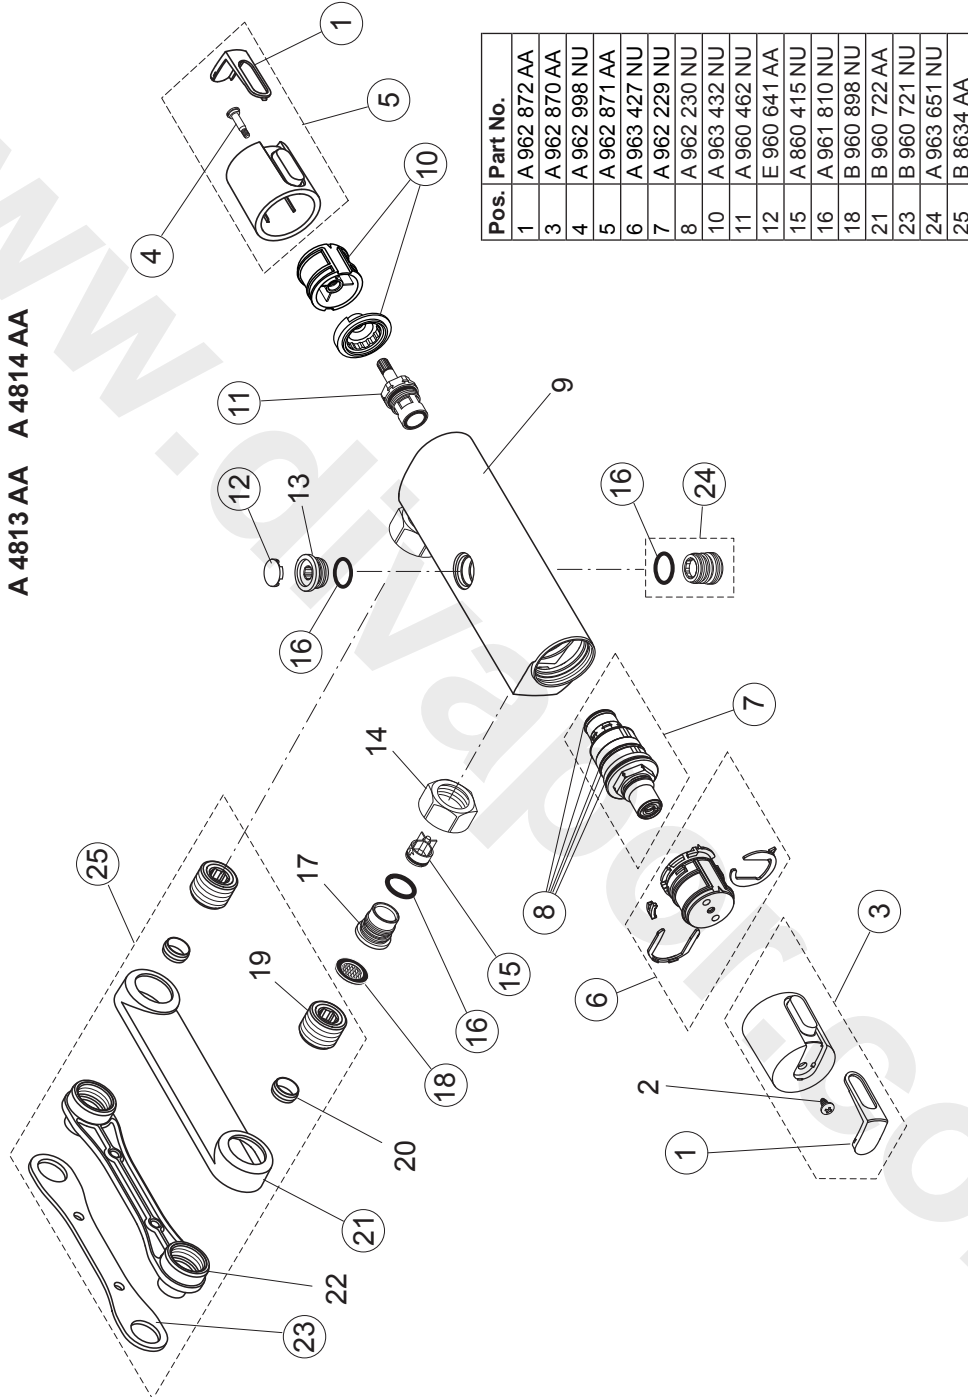 A 4813 AA    A 4814 AA
Pos. Part No.
1 A 962 872 AA
3 A 962 870 AA
4 A 962 998 NU
5 A 962 871 AA
6 A 963 427 NU
7 A 962 229 NU
8 A 962 230 NU
10 A 963 432 NU
11 A 960 462 NU
12 E 960 641 AA
15 A 860 415 NU
16 A 961 810 NU
18 B 960 898 NU
21 B 960 722 AA
23 B 960 721 NU
24 A 963 651 NU
25 B 8634 AA
1
5
4
10
11
9
12
13
16
16
24
7
14
8
17
15
16
18
25
19
20
21
22
23
6
3
2
1
www.divapor.com